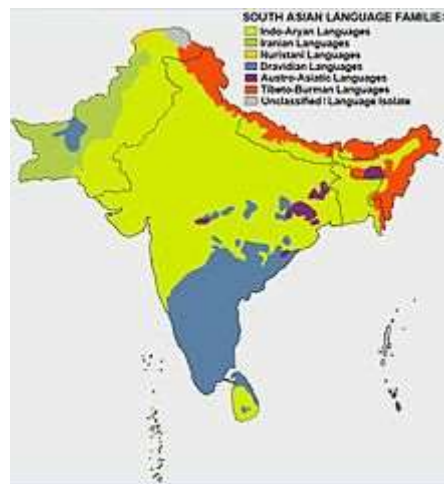 SOUTH ASIAN LANGUAGE FAMILIES
Indo-Aryan Languages
Iranian Languages
Nuristani Languages
Dravidian Languages
Austro-Asiatic Languages
Tibeto-Burman Languages
Unclassified / Language Isolate